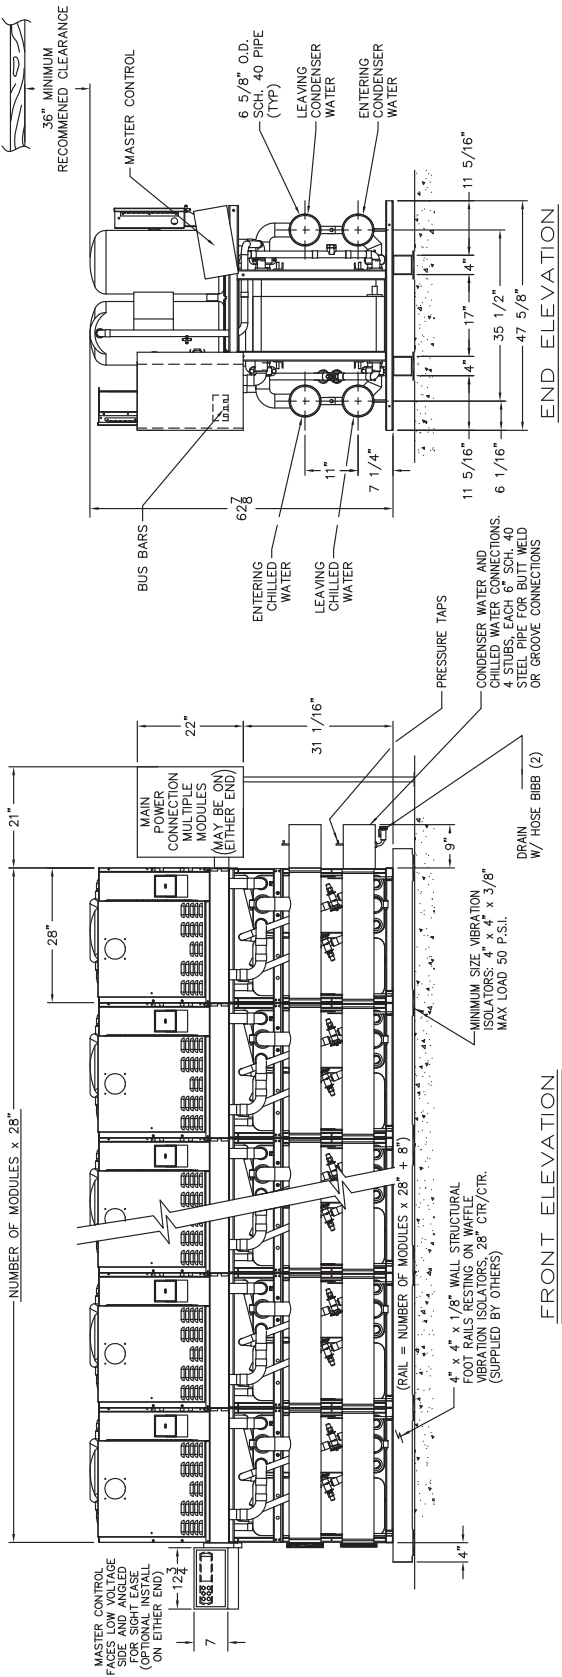 NUMBER OF MODULES x 28"
21"
28"
MAIN
POWER
CONNECTION
MULTIPLE
MODULES
(MAY BE ON
EITHER END)
22"
31 1/16"
9"
PRESSURE TAPS
CONDENSER WATER AND
CHILLED WATER CONNECTIONS.
4 STUBS, EACH 6" SCH. 40
STEEL PIPE FOR BUTT WELD
OR GROOVE CONNECTIONS
DRAIN
W/ HOSE BIBB (2)
MINIMUM SIZE VIBRATION
ISOLATORS: 4" x 4" x 3/8"
MAX LOAD 50 P.S.I.
(RAIL = NUMBER OF MODULES x 28" + 8")
4" x 4" x 1/8" WALL STRUCTURAL
FOOT RAILS RESTING ON WAFFLE
VIBRATION ISOLATORS, 28" CTR/CTR.
(SUPPLIED BY OTHERS)
4"
MASTER CONTROL
FACES LOW VOLTAGE
SIDE AND ANGLED
FOR SIGHT EASE
(OPTIONAL INSTALL
ON EITHER END)
12 3/4
7
FRONT ELEVATION
36" MINIMUM
RECOMMENED CLEARANCE
MASTER CONTROL
6 5/8" O.D.
SCH. 40 PIPE
(TYP)
LEAVING
CONDENSER
WATER
ENTERING
CONDENSER
WATER
BUS BARS
62 7/8
ENTERING
CHILLED
WATER
LEAVING
CHILLED
WATER
11"
7 1/4"
11 5/16"
4"
17"
4"
11 5/16"
6 1/16"
35 1/2"
47 5/8"
END ELEVATION